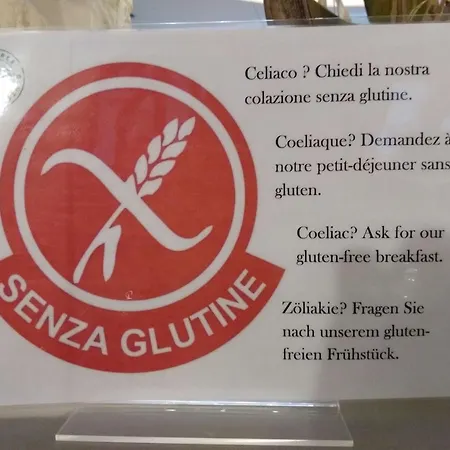 Celiaco ? Chiedi la nostra
colazione senza glutine.
Coeliaque? Demandez à
notre petit-déjeuner sans
gluten.
Coeliac? Ask for our
gluten-free breakfast.
Zöliakie? Fragen Sie
nach unserem gluten-
freien Frühstück.
SENZA GLUTINE